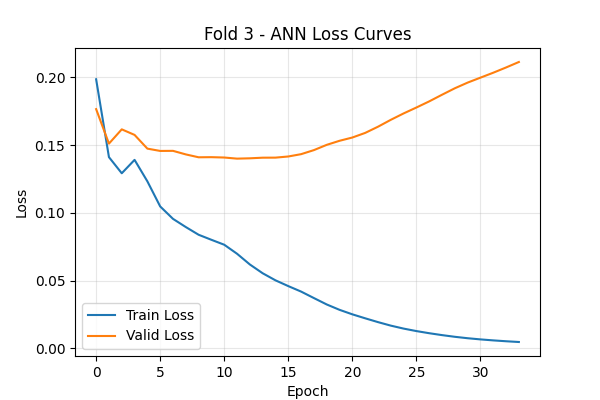 Fold 3 - ANN Loss Curves
Loss
0.20
0.15
0.10
0.05
0.00
Train Loss
Valid Loss
0 5 10 15 20 25 30
Epoch